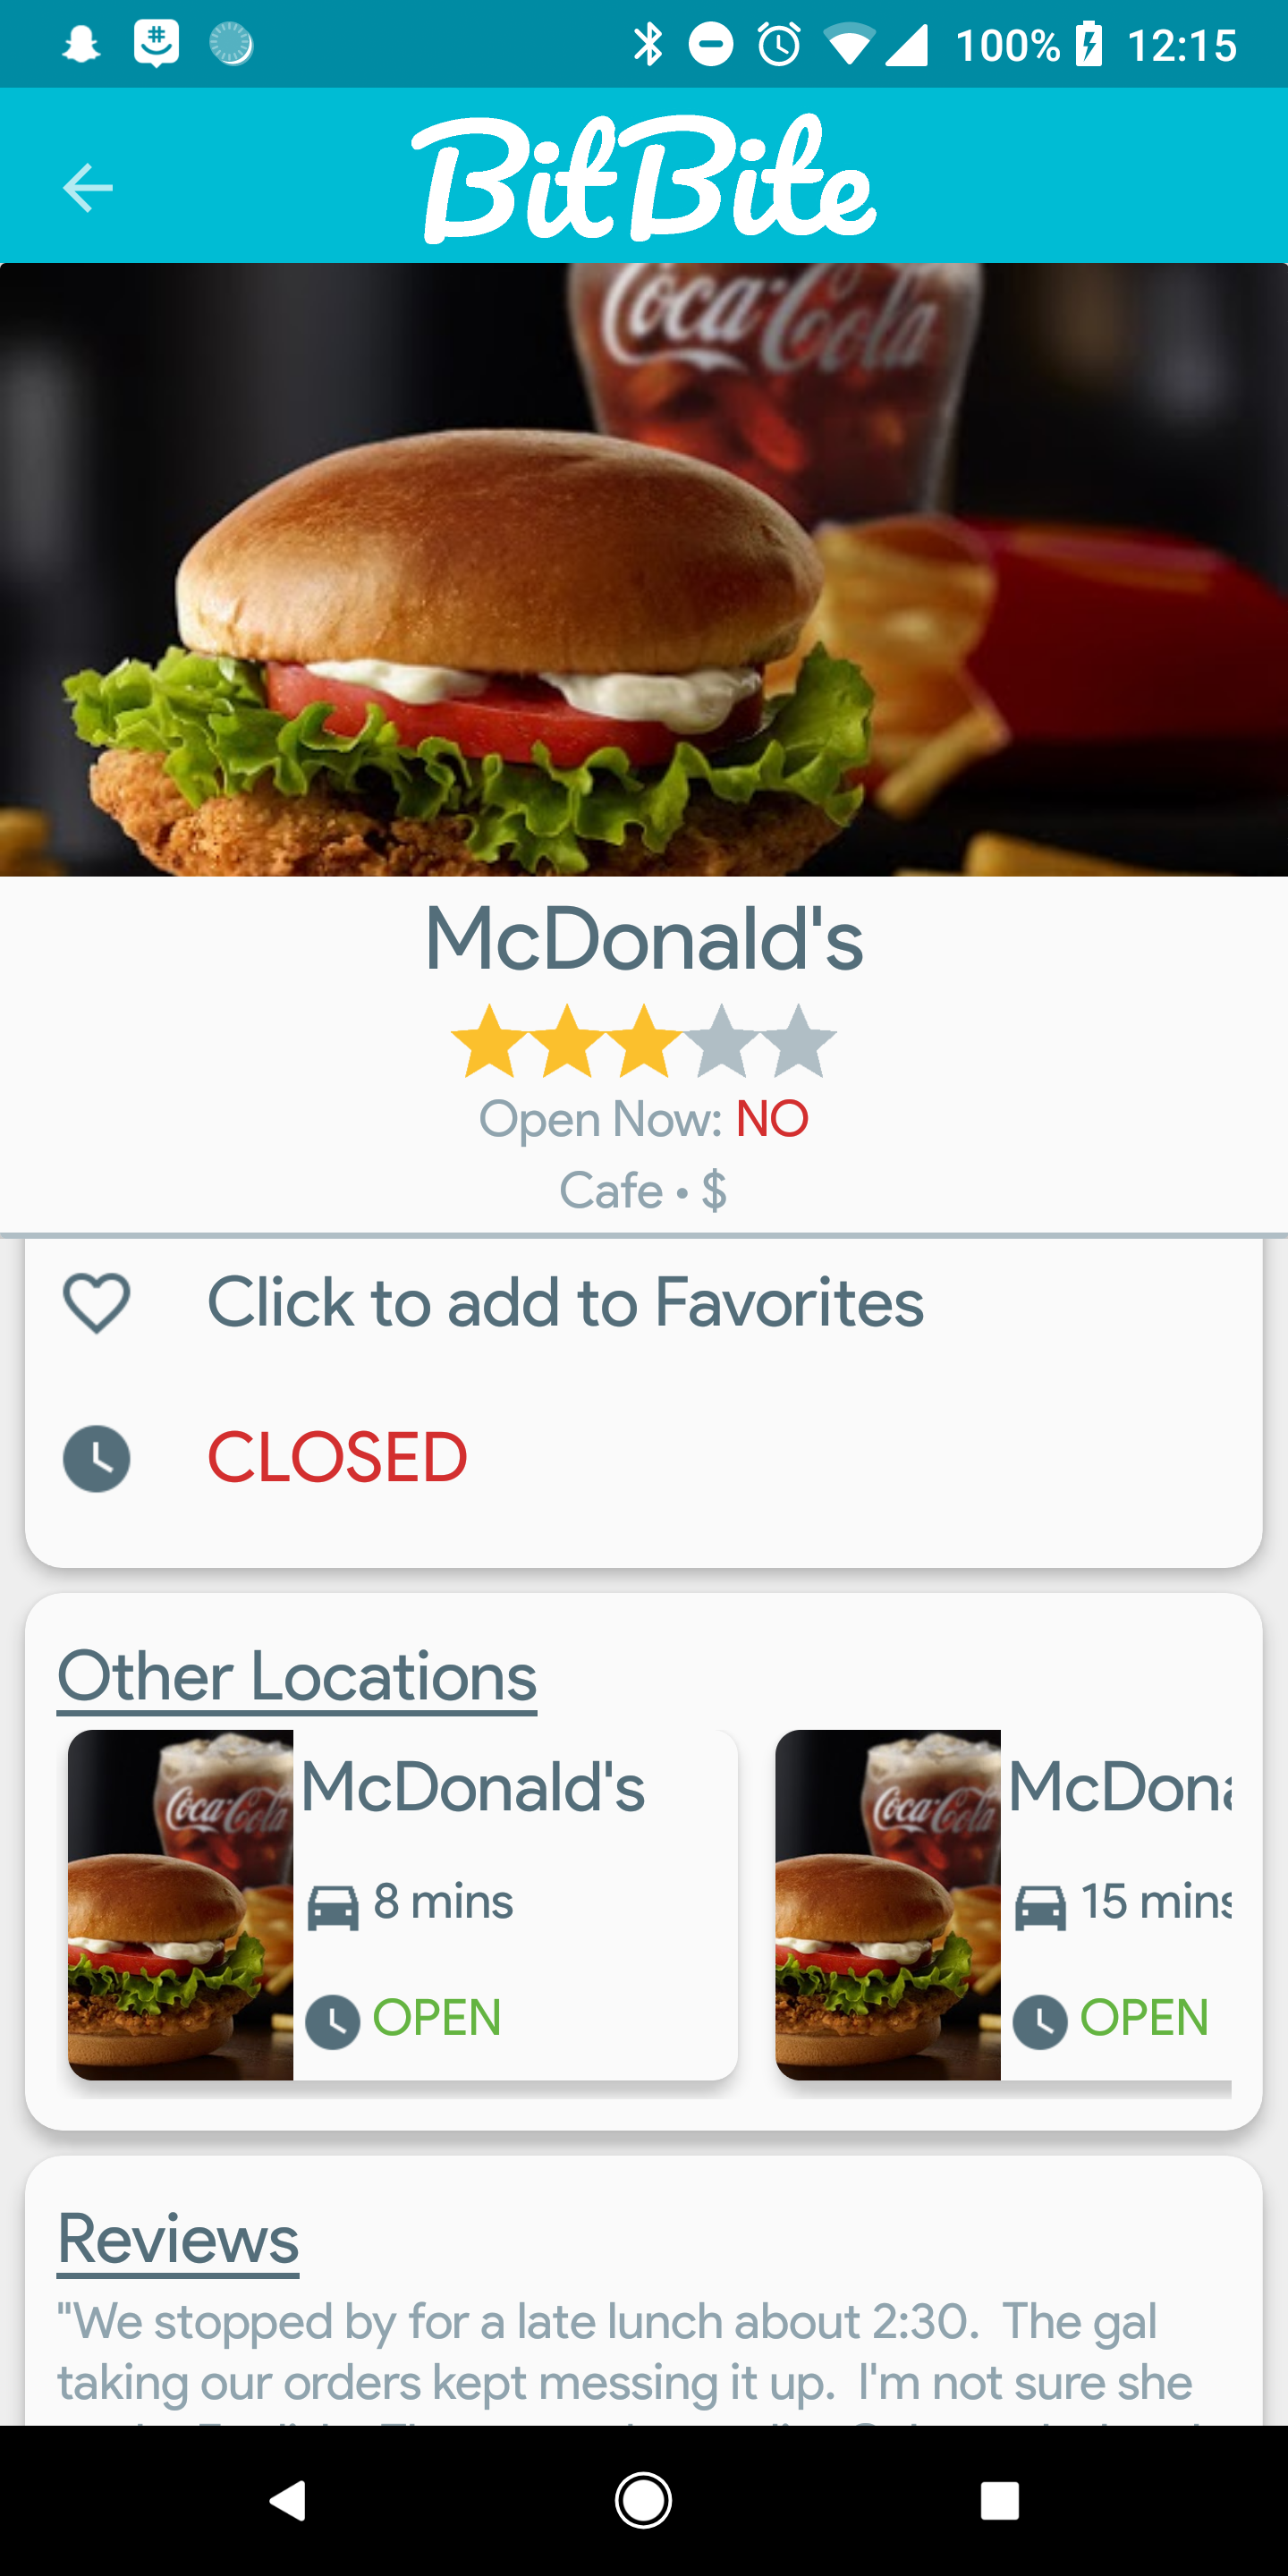 100% 12:15
BitBite
Coca-Cola
McDonald's
Open Now: NO
Cafe • $
Click to add to Favorites
CLOSED
Other Locations
Coca-Cola
McDonald's
8 mins
OPEN
Coca-Cola
McDona
15 mins
OPEN
Reviews
"We stopped by for a late lunch about 2:30.  The gal
taking our orders kept messing it up.  I'm not sure she